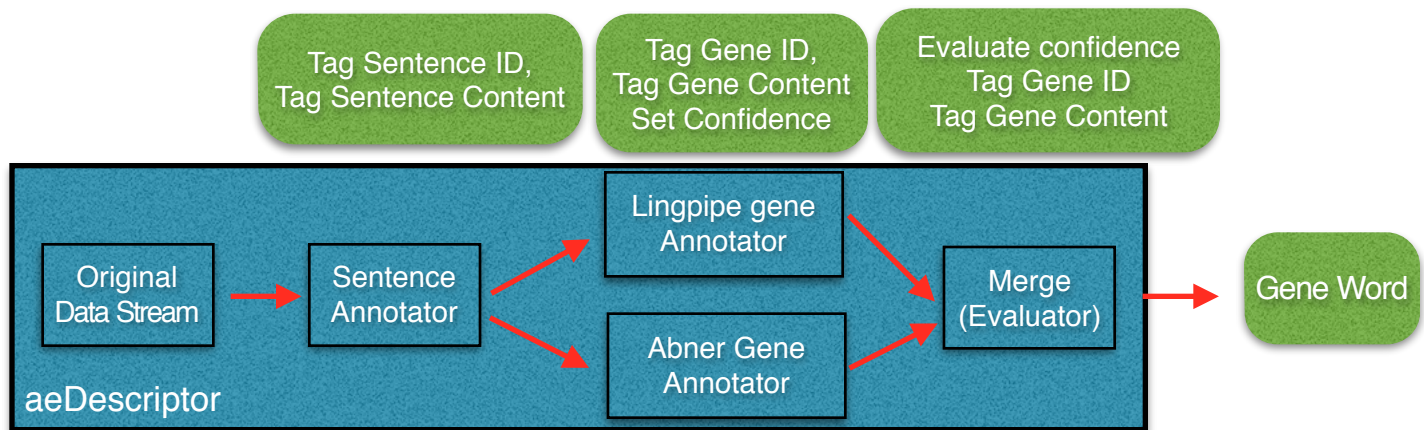 Tag Sentence ID,
Tag Sentence Content
Tag Gene ID,
Tag Gene Content
Set Confidence
Evaluate confidence
Tag Gene ID
Tag Gene Content
Original
Data Stream
Sentence
Annotator
Lingpipe gene
Annotator
Abner Gene
Annotator
Merge
(Evaluator)
Gene Word
aeDescriptor